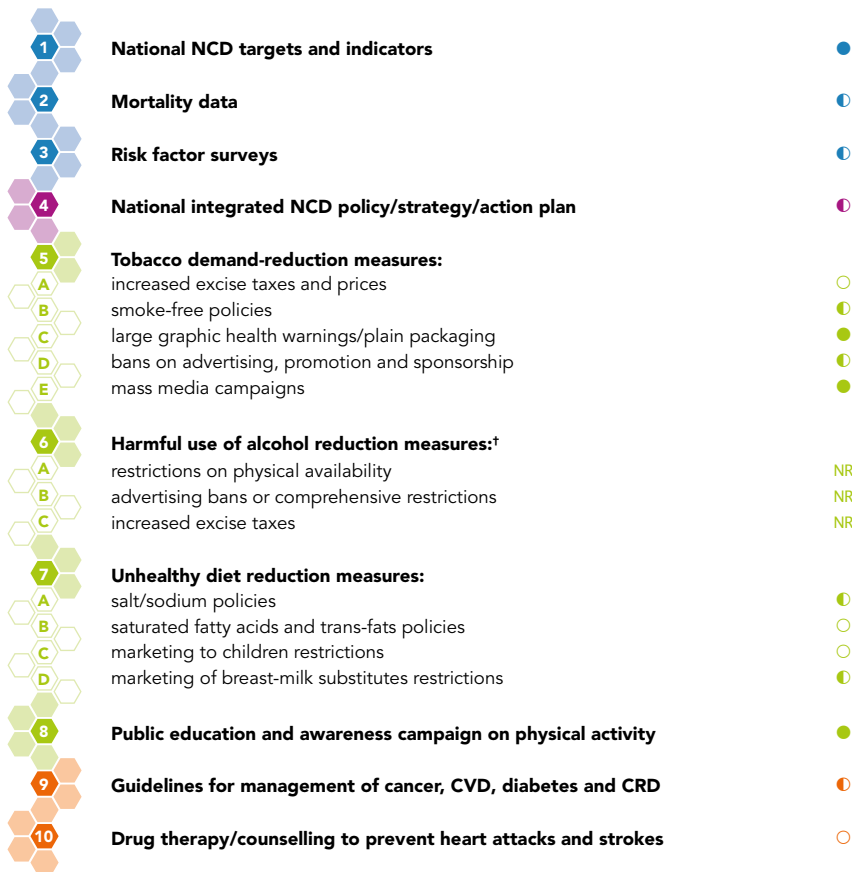 1 National NCD targets and indicators ●
2 Mortality data ◐
3 Risk factor surveys ◐
4 National integrated NCD policy/strategy/action plan ◐
5 Tobacco demand-reduction measures:
A increased excise taxes and prices ○
B smoke-free policies ◐
C large graphic health warnings/plain packaging ●
D bans on advertising, promotion and sponsorship ◐
E mass media campaigns ●
6 Harmful use of alcohol reduction measures:†
A restrictions on physical availability NR
B advertising bans or comprehensive restrictions NR
C increased excise taxes NR
7 Unhealthy diet reduction measures:
A salt/sodium policies ◐
B saturated fatty acids and trans-fats policies ○
C marketing to children restrictions ○
D marketing of breast-milk substitutes restrictions ◐
8 Public education and awareness campaign on physical activity ●
9 Guidelines for management of cancer, CVD, diabetes and CRD ◐
10 Drug therapy/counselling to prevent heart attacks and strokes ○